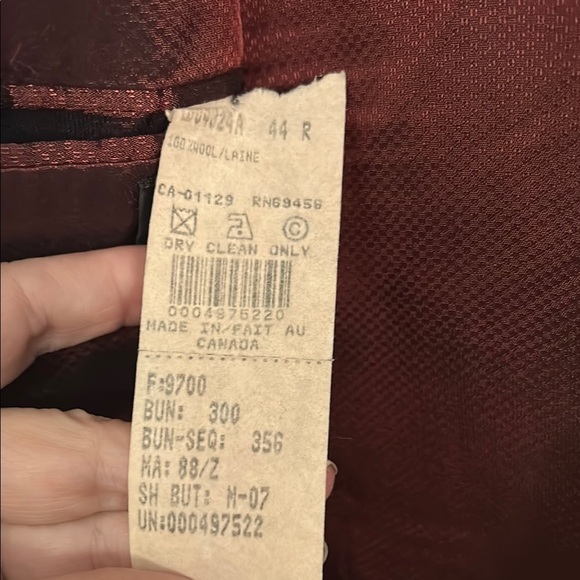 44 R
100%WOOL/LAINE
CA-01129 RN69456
C
DRY CLEAN ONLY
0004975220
MADE IN/FAIT AU
CANADA
F:9700
BUN: 300
BUN-SEQ: 356
MA: 88/Z
SH BUT: M-07
UN:000497522